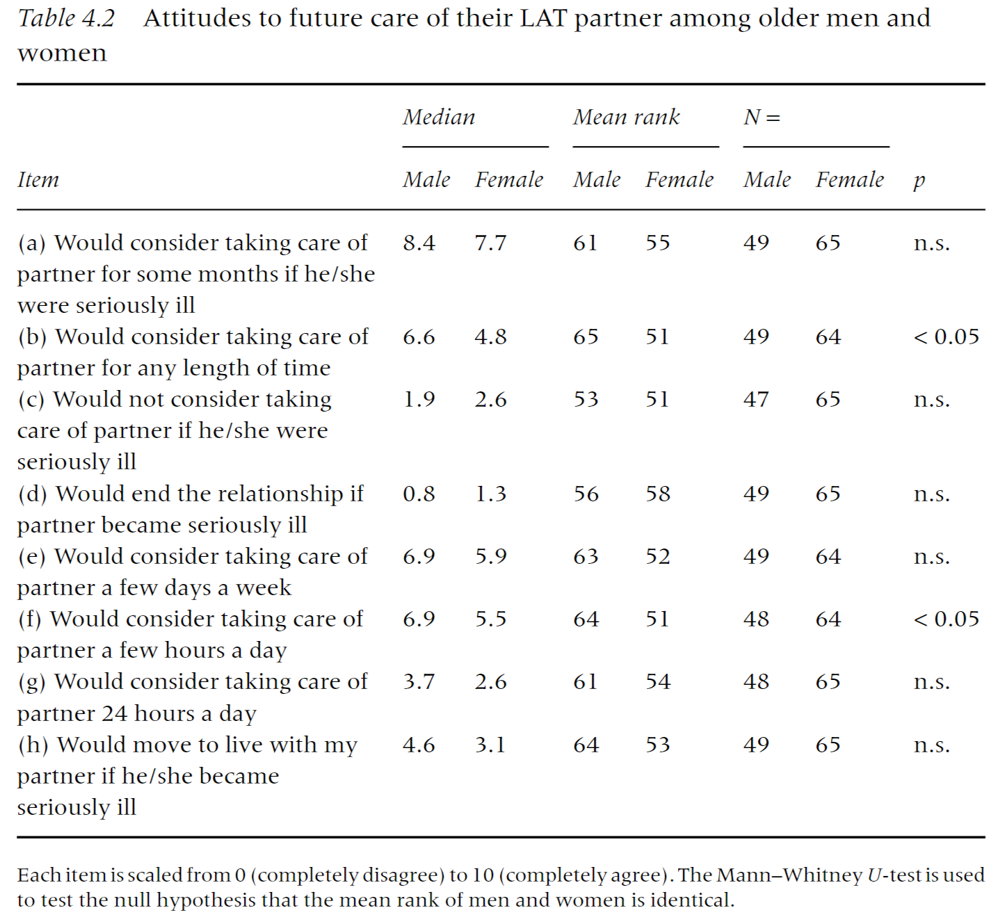 Table 4.2 Attitudes to future care of their LAT partner among older men and
women
Median Mean rank N =
Item Male Female Male Female Male Female p
(a) Would consider taking care of 8.4 7.7 61 55 49 65 n.s.
partner for some months if he/she
were seriously ill
(b) Would consider taking care of 6.6 4.8 65 51 49 64 < 0.05
partner for any length of time
(c) Would not consider taking 1.9 2.6 53 51 47 65 n.s.
care of partner if he/she were
seriously ill
(d) Would end the relationship if 0.8 1.3 56 58 49 65 n.s.
partner became seriously ill
(e) Would consider taking care of 6.9 5.9 63 52 49 64 n.s.
partner a few days a week
(f) Would consider taking care of 6.9 5.5 64 51 48 64 < 0.05
partner a few hours a day
(g) Would consider taking care of 3.7 2.6 61 54 48 65 n.s.
partner 24 hours a day
(h) Would move to live with my 4.6 3.1 64 53 49 65 n.s.
partner if he/she became
seriously ill
Each item is scaled from 0 (completely disagree) to 10 (completely agree). The Mann–Whitney U-test is used
to test the null hypothesis that the mean rank of men and women is identical.